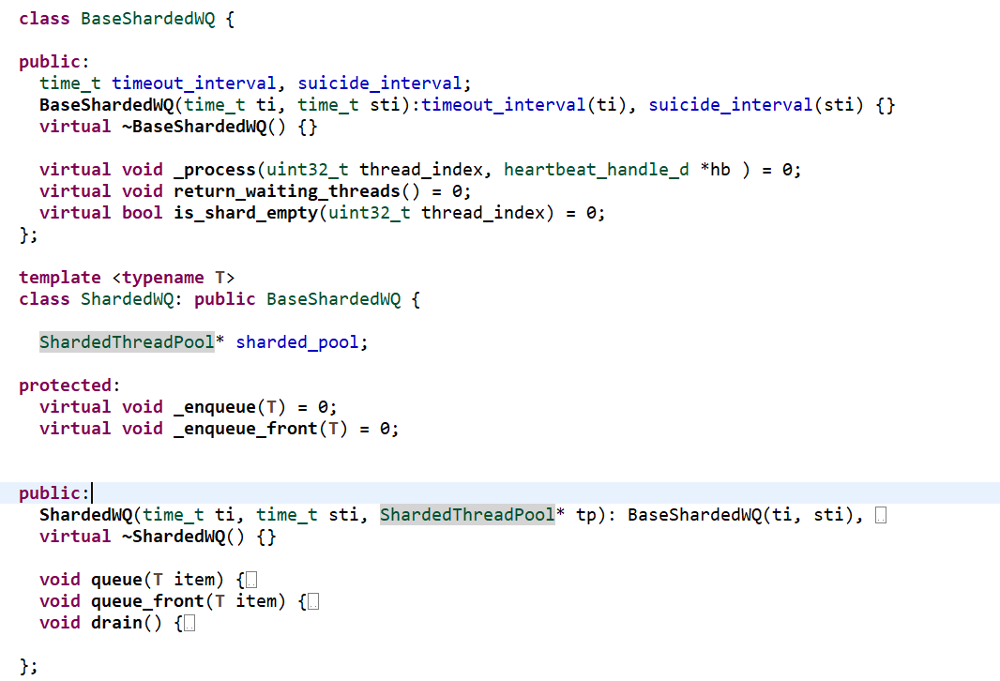 class BaseShardedWQ {
public:
time_t timeout_interval, suicide_interval;
BaseShardedWQ(time_t ti, time_t sti):timeout_interval(ti), suicide_interval(sti) {}
virtual ~BaseShardedWQ() {}
virtual void _process(uint32_t thread_index, heartbeat_handle_d *hb ) = 0;
virtual void return_waiting_threads() = 0;
virtual bool is_shard_empty(uint32_t thread_index) = 0;
};
template <typename T>
class ShardedWQ: public BaseShardedWQ {
ShardedThreadPool* sharded_pool;
protected:
virtual void _enqueue(T) = 0;
virtual void _enqueue_front(T) = 0;
public:
ShardedWQ(time_t ti, time_t sti, ShardedThreadPool* tp): BaseShardedWQ(ti, sti), 
virtual ~ShardedWQ() {}
void queue(T item) {
void queue_front(T item) {
void drain() {
};